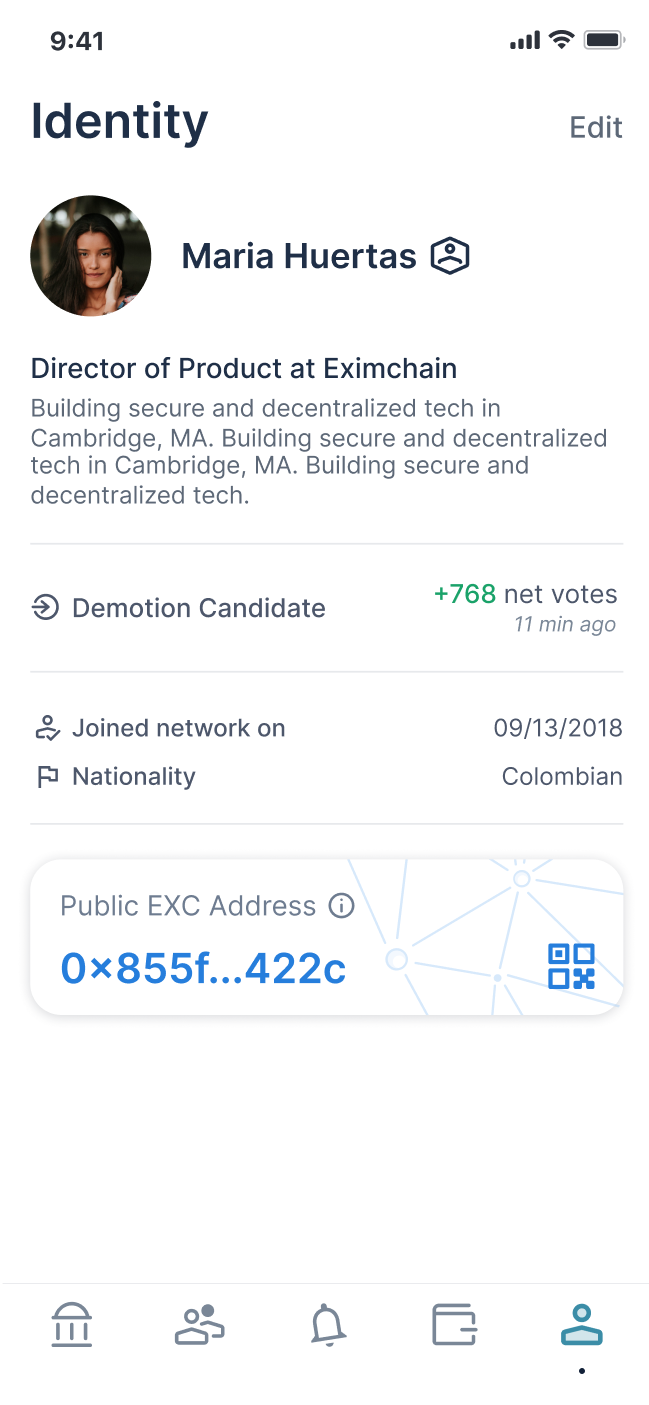 9:41
Identity
Edit
Maria Huertas
Director of Product at Eximchain
Building secure and decentralized tech in
Cambridge, MA. Building secure and decentralized
tech in Cambridge, MA. Building secure and
decentralized tech.
Demotion Candidate
+768 net votes
11 min ago
Joined network on
09/13/2018
Nationality
Colombian
Public EXC Address
0×855f...422c